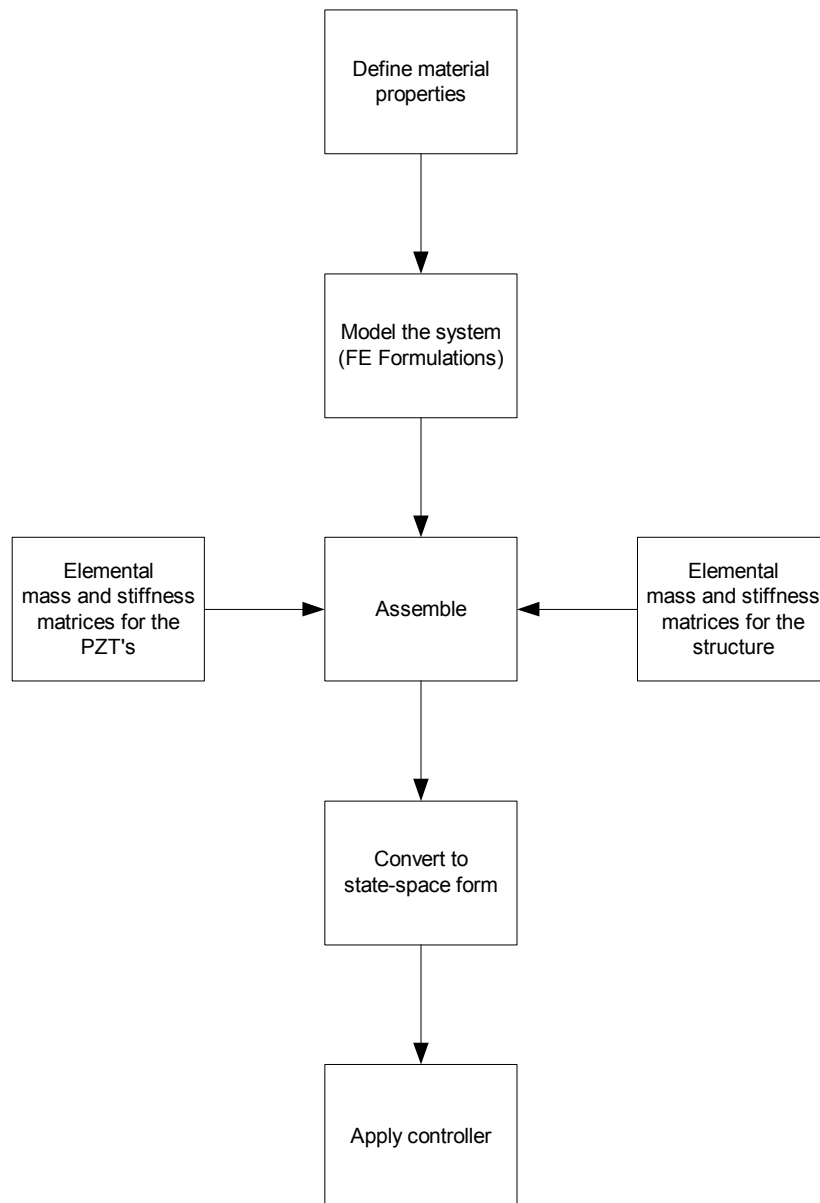 Define material
properties
Model the system
(FE Formulations)
Elemental
mass and stiffness
matrices for the
PZT's
Assemble
Elemental
mass and stiffness
matrices for the
structure
Convert to
state-space form
Apply controller